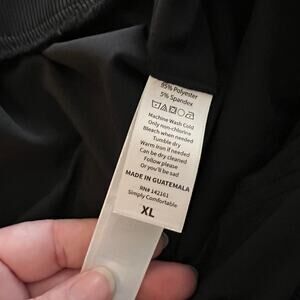 95% Polyester
5% Spandex
Machine Wash Cold
Only non-chlorine
Bleach when needed
Tumble dry
Warm Iron if needed
Can be dry cleaned
Follow please
Or you'll be sad
MADE IN GUATEMALA
RN# 142161
Simply Comfortable
XL